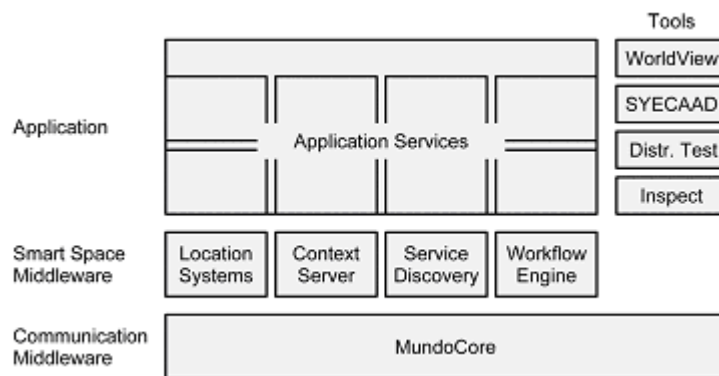 Tools
WorldView
SYECAAD
Application
Application Services
Distr. Test
Inspect
Smart Space
Middleware
Location
Systems
Context
Server
Service
Discovery
Workflow
Engine
Communication
Middleware
MundoCore